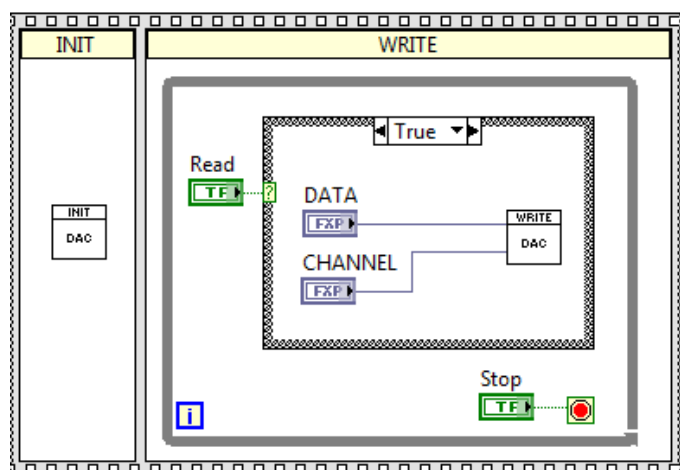 INIT
WRITE
True
Read
TF
?
DATA
FXP
CHANNEL
FXP
INIT
DAC
WRITE
DAC
Stop
TF
i